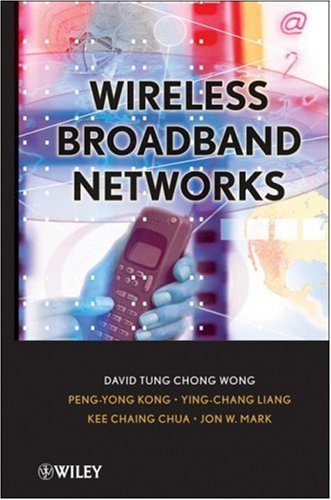 @
2
WIRELESS
BROADBAND
NETWORKS
DAVID TUNG CHONG WONG
PENG-YONG KONG · YING-CHANG LIANG
KEE CHAING CHUA · JON W. MARK
WILEY